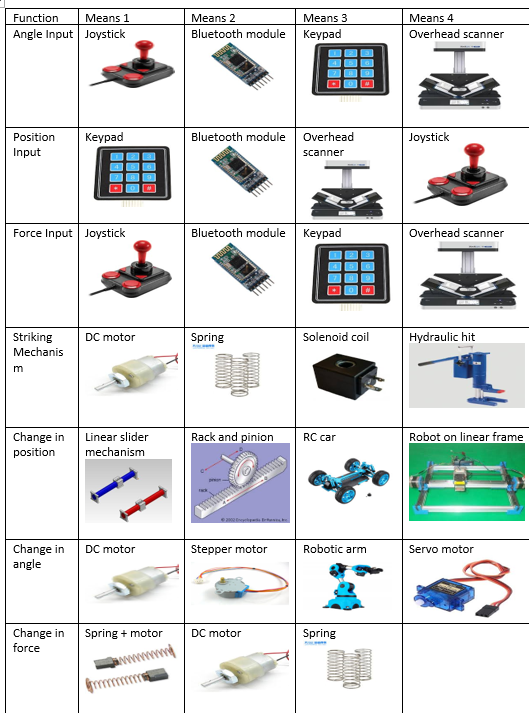 Function Means 1 Means 2 Means 3 Means 4
Angle Input Joystick Bluetooth module Keypad Overhead scanner
Position Keypad Bluetooth module Overhead Joystick
Input scanner
Force Input Joystick Bluetooth module Keypad Overhead scanner
Striking DC motor Spring Solenoid coil Hydraulic hit
Mechanis
m
Change in Linear slider Rack and pinion RC car Robot on linear frame
position mechanism
pinion
rack
Change in DC motor Stepper motor Robotic arm Servo motor
angle
Change in Spring + motor DC motor Spring
force